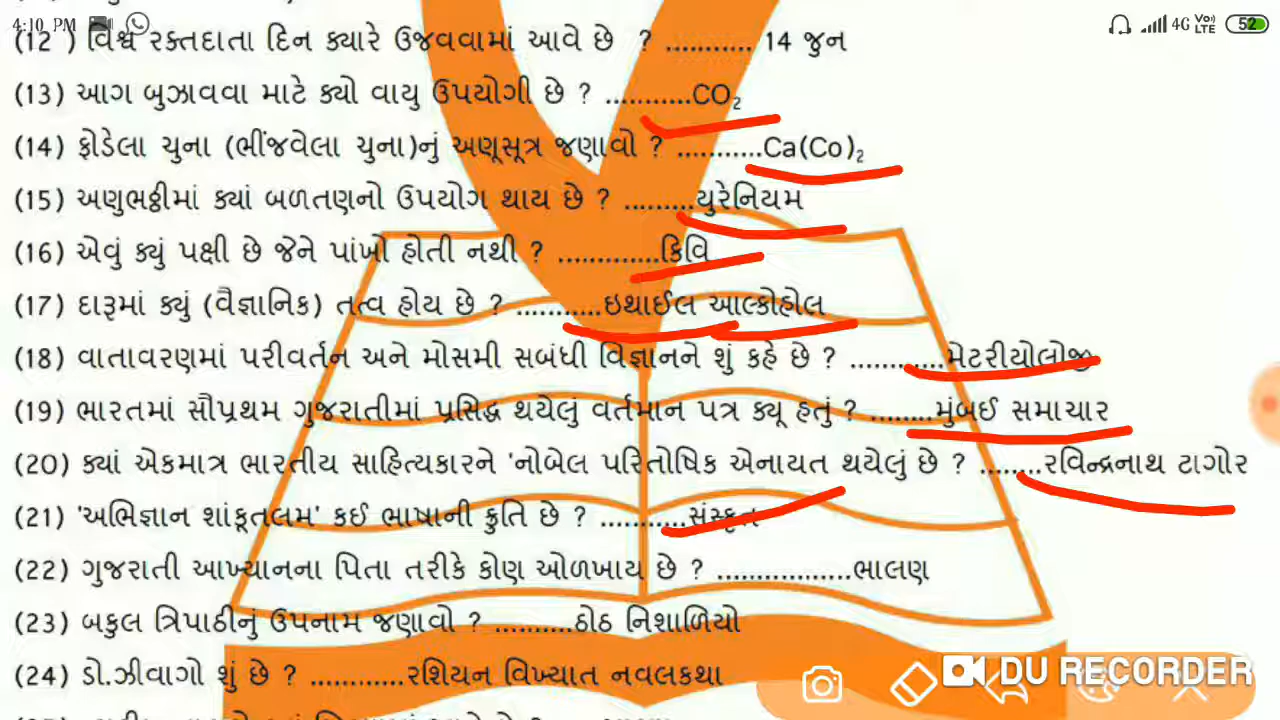 4:10 PM 4G Vo) LTE 52
(12 ) વિશ્વ રક્તદાતા દિન ક્યારે ઉજવવામાં આવે છે ? ........... 14 જુન
(13) આગ બુઝાવવા માટે ક્યો વાયુ ઉપયોગી છે ? ...........CO₂
(14) ફોડેલા ચુના (ભીંજવેલા ચુના)નું અણૂસૂત્ર જણાવો ? ...........Ca(Co)₂
(15) અણુભઠ્ઠીમાં ક્યાં બળતણનો ઉપયોગ થાય છે ? .........યુરેનિયમ
(16) એવું ક્યું પક્ષી છે જેને પાંખો હોતી નથી ? .............કિવિ
(17) દારૂમાં ક્યું (વૈજ્ઞાનિક) તત્વ હોય છે ? ...........ઇથાઈલ આલ્કોહોલ
(18) વાતાવરણમાં પરીવર્તન અને મોસમી સબંધી વિજ્ઞાનને શું કહે છે ? ............મેટરીયોલોજી
(19) ભારતમાં સૌપ્રથમ ગુજરાતીમાં પ્રસિદ્ધ થયેલું વર્તમાન પત્ર ક્યૂ હતું ? ........મુંબઈ સમાચાર
(20) ક્યાં એકમાત્ર ભારતીય સાહિત્યકારને 'નોબેલ પરિતોષિક એનાયત થયેલું છે ? ........રવિન્દ્રનાથ ટાગોર
(21) 'અભિજ્ઞાન શાંકૂતલમ' કઈ ભાષાની કૃતિ છે ? ...........સંસ્કૃત
(22) ગુજરાતી આખ્યાનના પિતા તરીકે કોણ ઓળખાય છે ? .................ભાલણ
(23) બકુલ ત્રિપાઠીનું ઉપનામ જણાવો ? ..........ઠોઠ નિશાળિયો
(24) ડો.ઝીવાગો શું છે ? ............રશિયન વિખ્યાત નવલકથા
DU RECORDER